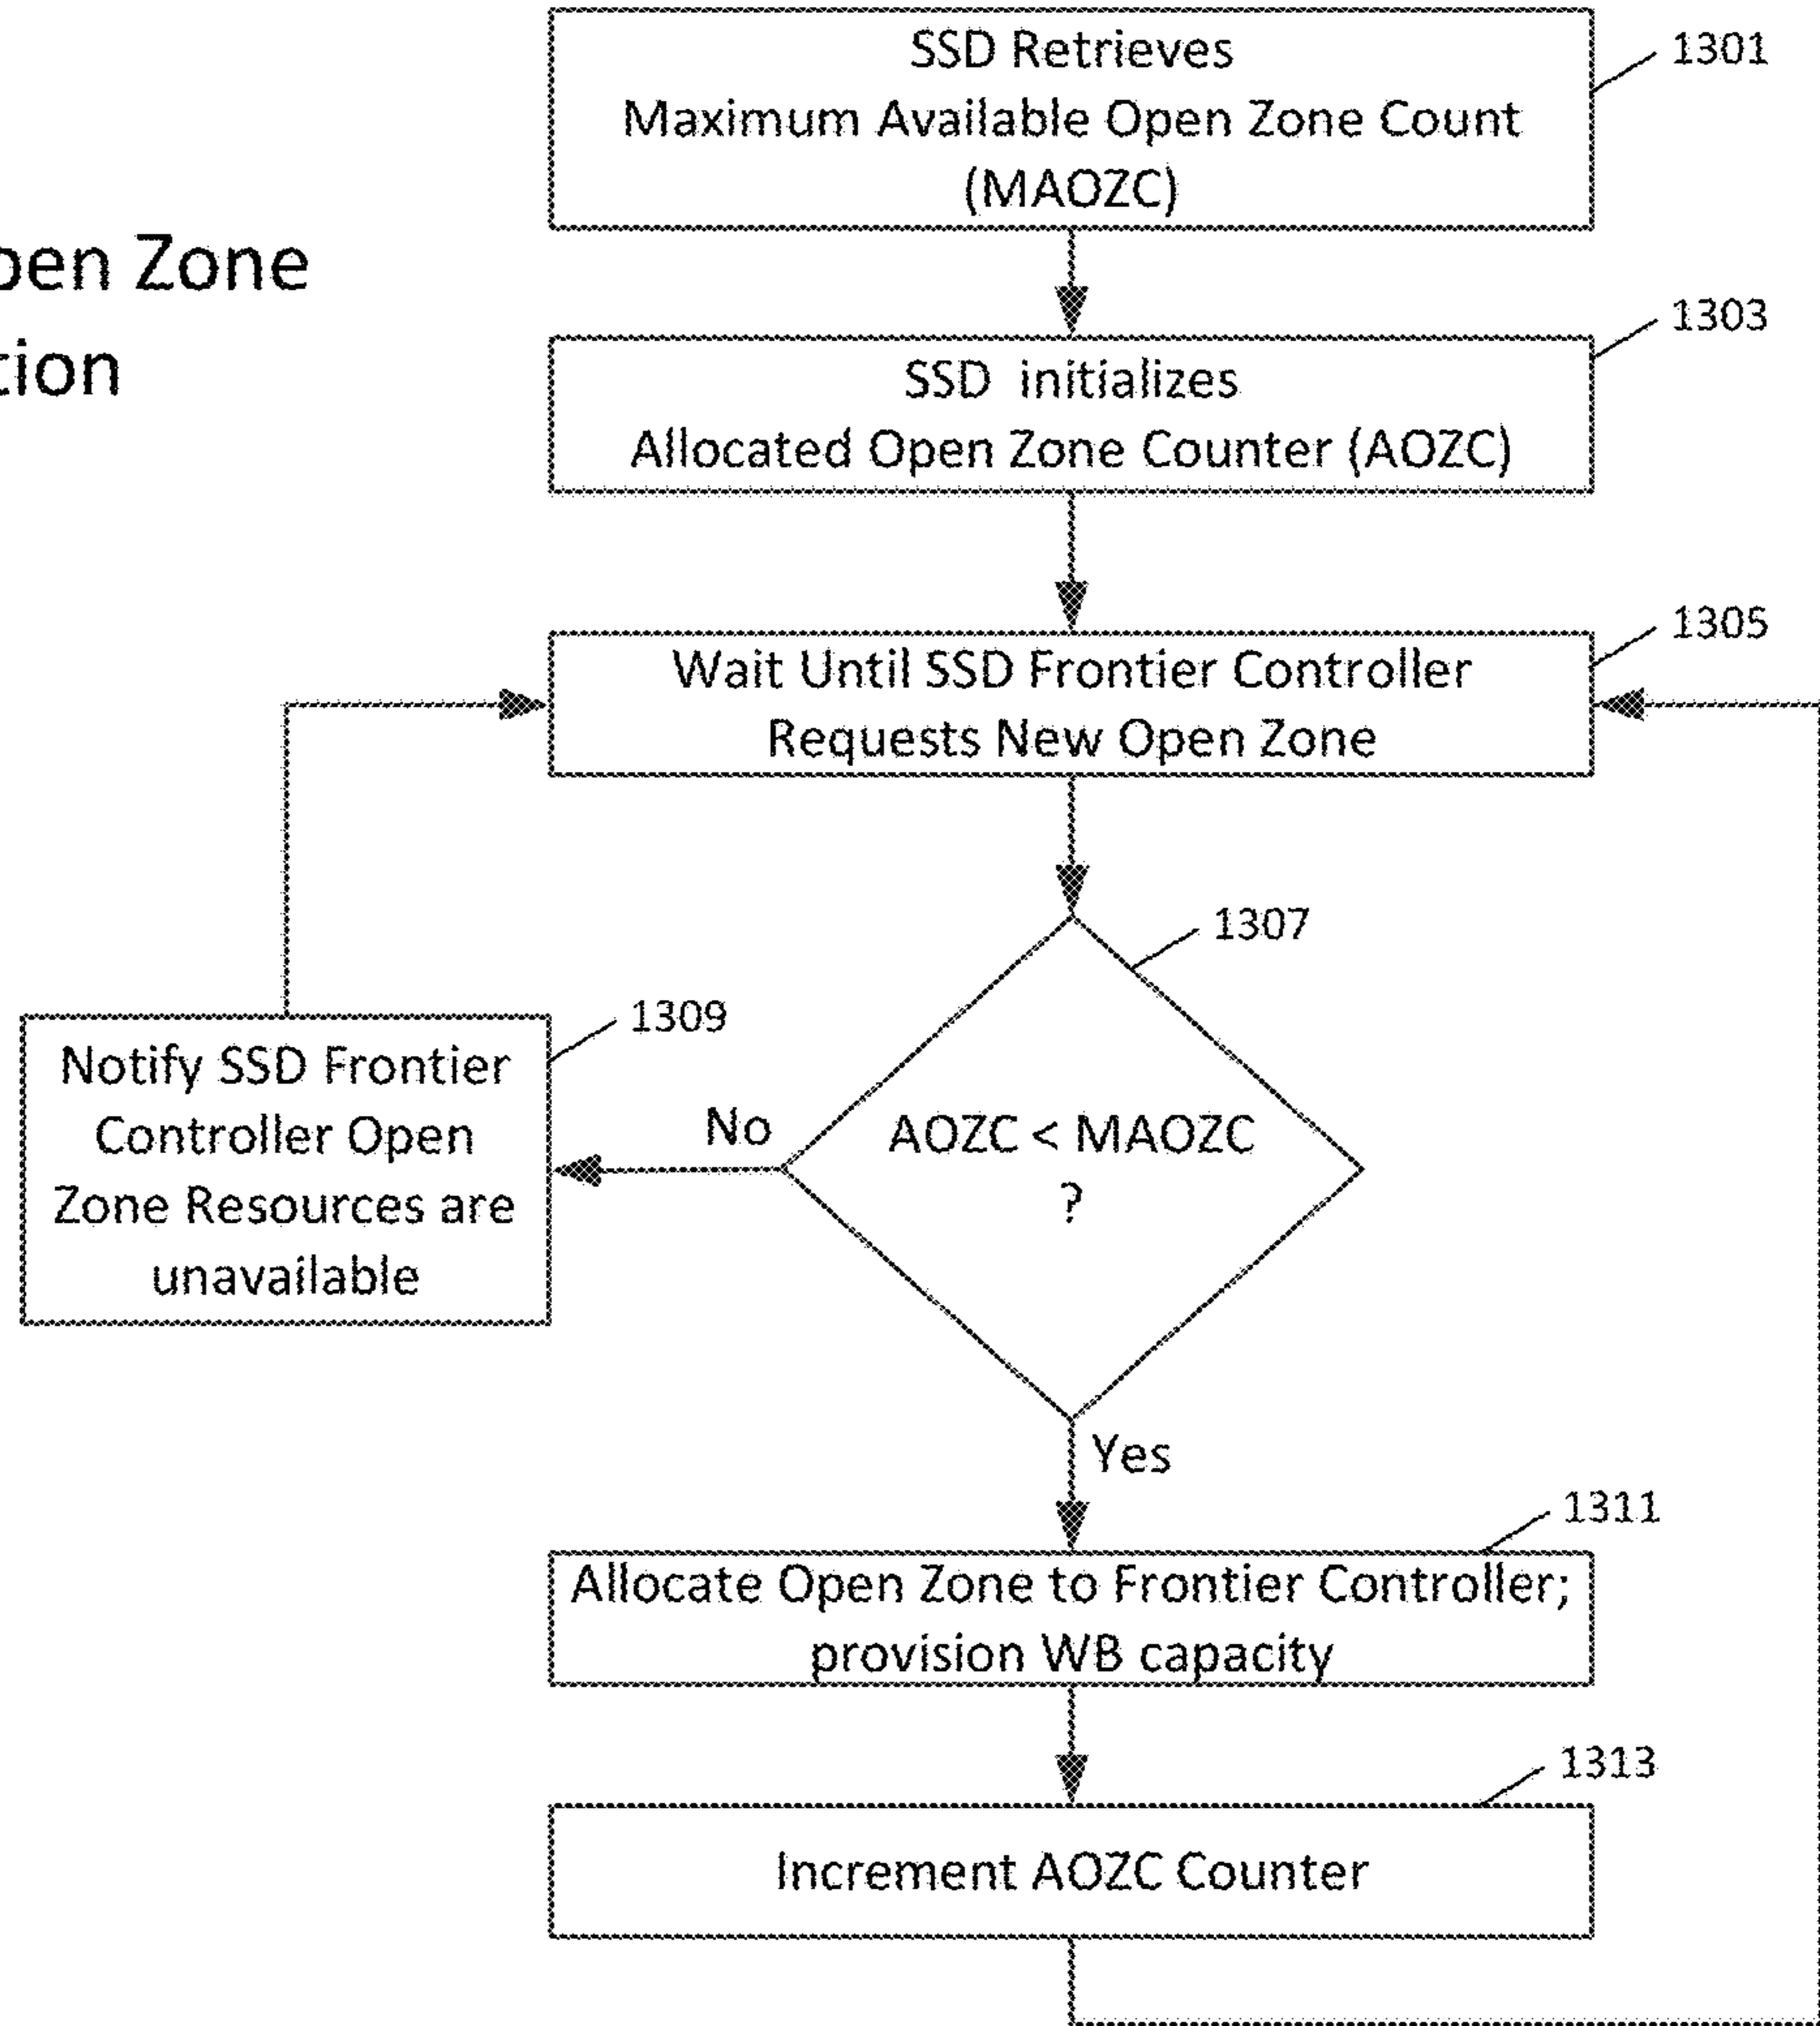 SSD Retrieves
Maximum Available Open Zone Count
(MAOZC)
1301
Zone
SSD initializes
Allocated Open Zone Counter (AOZC)
1303
Wait Until SSD Frontier Controller
Requests New Open Zone
1305
AOZC < MAOZC
?
1307
No
Notify SSD Frontier
Controller Open
Zone Resources are
unavailable
1309
Yes
Allocate Open Zone to Frontier Controller;
provision WB capacity
1311
Increment AOZC Counter
1313